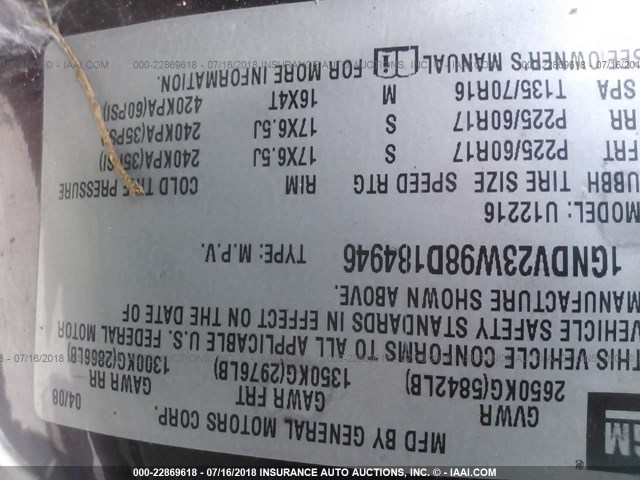 MFD BY GENERAL MOTORS CORP.
04/08
GM
GVWR GAWR FRT GAWR RR
2650KG(5842LB) 1350KG(2976LB) 1300KG(2866LB)
THIS VEHICLE CONFORMS TO ALL APPLICABLE U.S. FEDERAL MOTOR
VEHICLE SAFETY STANDARDS IN EFFECT ON THE DATE OF
MANUFACTURE SHOWN ABOVE.
1GNDV23W98D184946 TYPE: M.P.V.
MODEL: U12216
UBBH TIRE SIZE SPEED RTG RIM COLD TIRE PRESSURE
FRT P225/60R17 S 17X6.5J 240KPA(35PSI)
RR P225/60R17 S 17X6.5J 240KPA(35PSI)
SPA T135/70R16 M 16X4T 420KPA(60PSI)
SEE OWNER'S MANUAL FOR MORE INFORMATION.
000-22869618 - 07/16/2018 INSURANCE AUTO AUCTIONS, INC. - © IAAI.COM